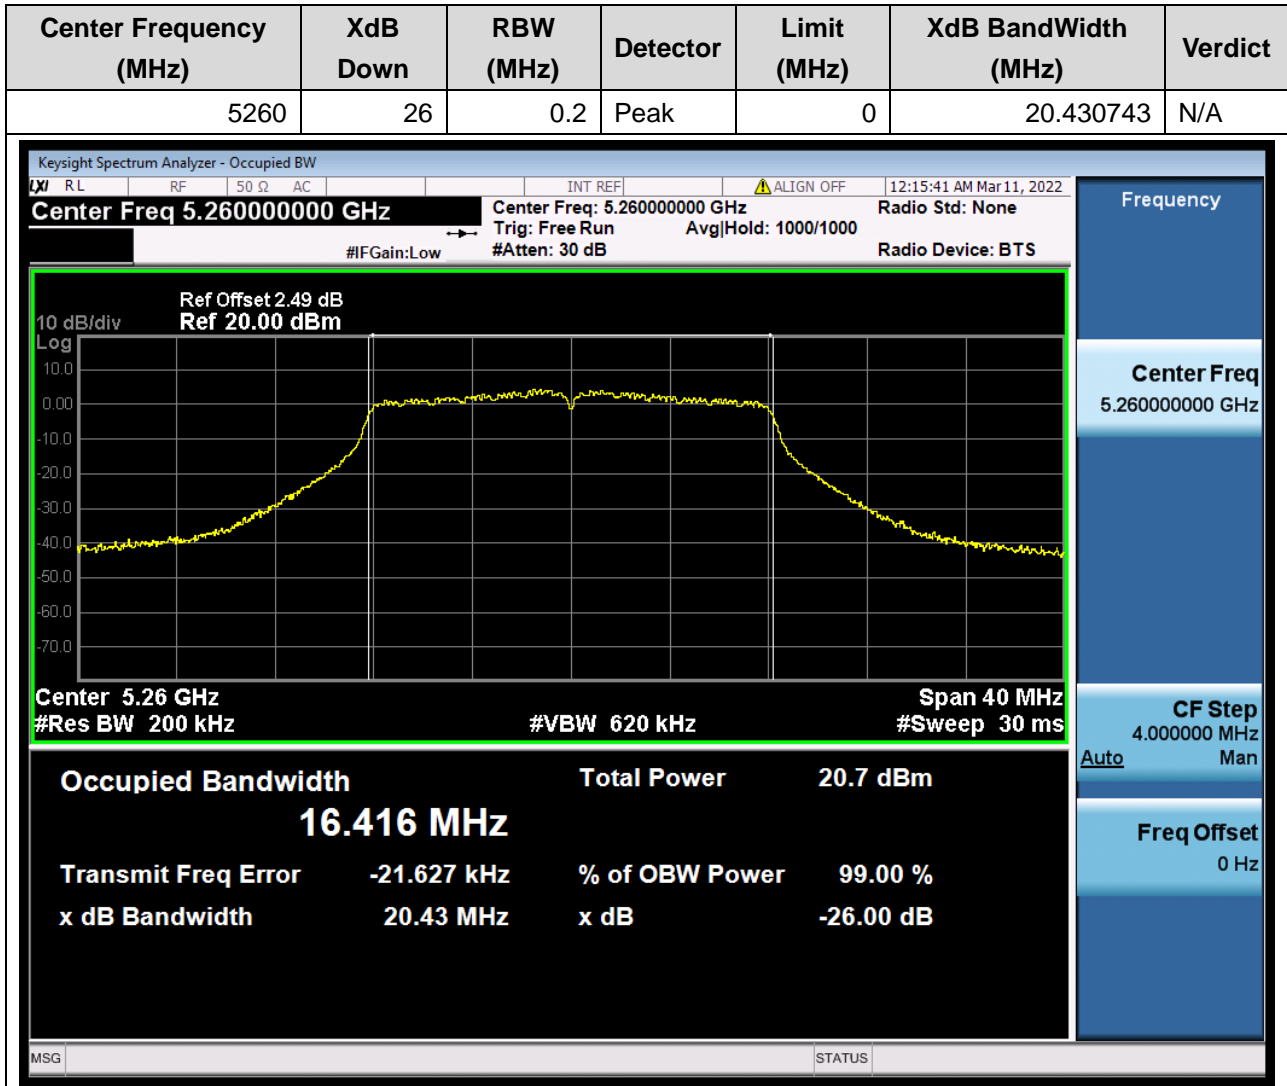 Center Frequency (MHz) XdB Down RBW (MHz) Detector Limit (MHz) XdB BandWidth (MHz) Verdict
5260 26 0.2 Peak 0 20.430743 N/A
Keysight Spectrum Analyzer - Occupied BW
LXI RL RF 50 Ω AC INT REF ALIGN OFF 12:15:41 AM Mar 11, 2022
Center Freq 5.260000000 GHz Center Freq: 5.260000000 GHz Radio Std: None
Trig: Free Run Avg|Hold: 1000/1000
#IFGain:Low #Atten: 30 dB Radio Device: BTS
Ref Offset 2.49 dB
10 dB/div Ref 20.00 dBm
Log
10.0
0.00
-10.0
-20.0
-30.0
-40.0
-50.0
-60.0
-70.0
Center 5.26 GHz Span 40 MHz
#Res BW 200 kHz #VBW 620 kHz #Sweep 30 ms
Occupied Bandwidth Total Power 20.7 dBm
16.416 MHz
Transmit Freq Error -21.627 kHz % of OBW Power 99.00 %
x dB Bandwidth 20.43 MHz x dB -26.00 dB
Frequency
Center Freq
5.260000000 GHz
CF Step
4.000000 MHz
Auto Man
Freq Offset
0 Hz
MSG STATUS